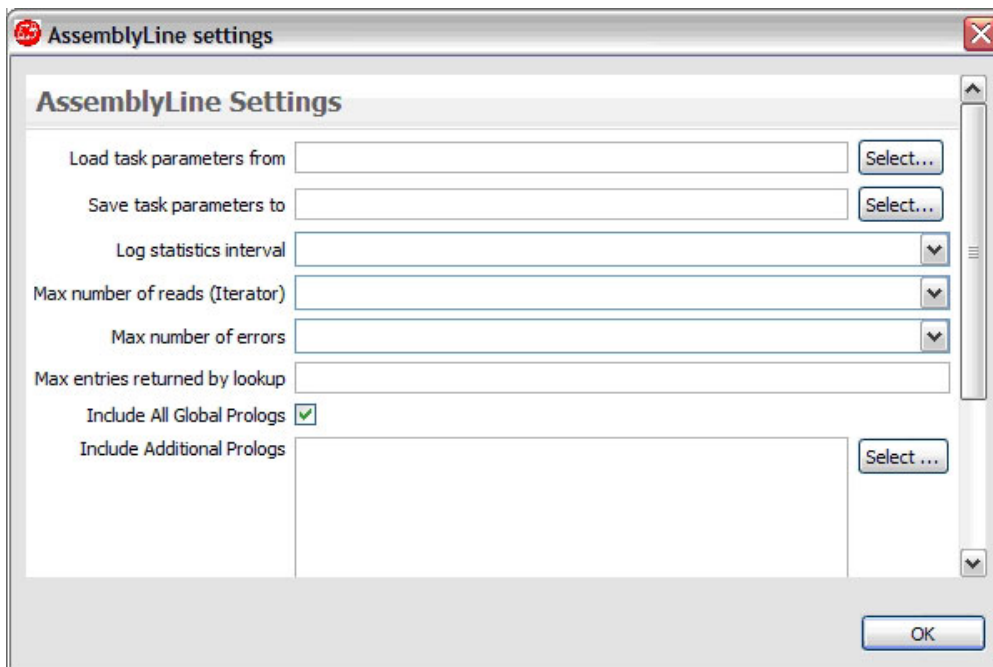 AssemblyLine settings
AssemblyLine Settings
Load task parameters from Select...
Save task parameters to Select...
Log statistics interval
Max number of reads (Iterator)
Max number of errors
Max entries returned by lookup
Include All Global Prologs
Include Additional Prologs Select ...
OK